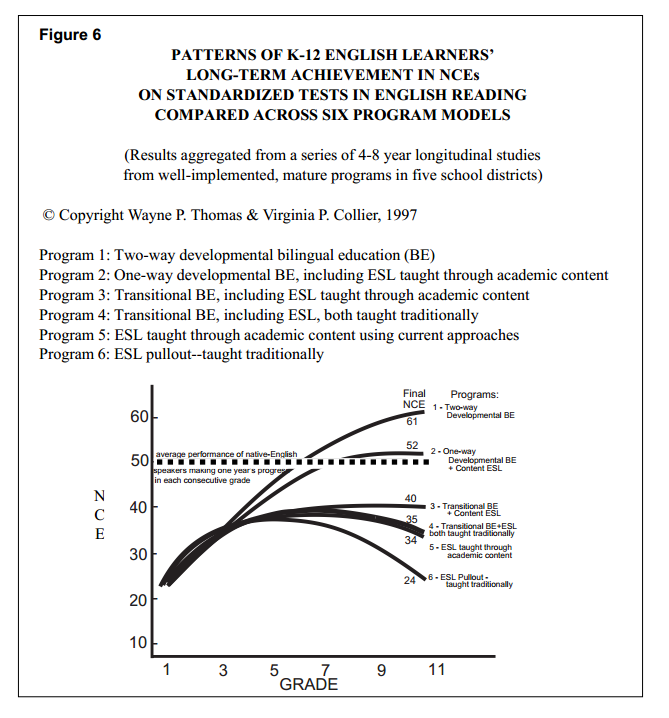 Figure 6
PATTERNS OF K-12 ENGLISH LEARNERS’
LONG-TERM ACHIEVEMENT IN NCEs
ON STANDARDIZED TESTS IN ENGLISH READING
COMPARED ACROSS SIX PROGRAM MODELS
(Results aggregated from a series of 4-8 year longitudinal studies
from well-implemented, mature programs in five school districts)
© Copyright Wayne P. Thomas & Virginia P. Collier, 1997
Program 1: Two-way developmental bilingual education (BE)
Program 2: One-way developmental BE, including ESL taught through academic content
Program 3: Transitional BE, including ESL taught through academic content
Program 4: Transitional BE, including ESL, both taught traditionally
Program 5: ESL taught through academic content using current approaches
Program 6: ESL pullout--taught traditionally
Final
NCE
Programs:
61
1 - Two-way
Developmental BE
60
52
2 - One-way
Developmental BE
+ Content ESL
average performance of native-English
50
speakers making one year's progress
in each consecutive grade
N
C
E
40
40
3 - Transitional BE
+ Content ESL
35
4 - Transitional BE+ESL
both taught traditionally
34
5 - ESL taught through
academic content
30
24
6 - ESL Pullout -
taught traditionally
20
10
1 3 5 7 9 11
GRADE